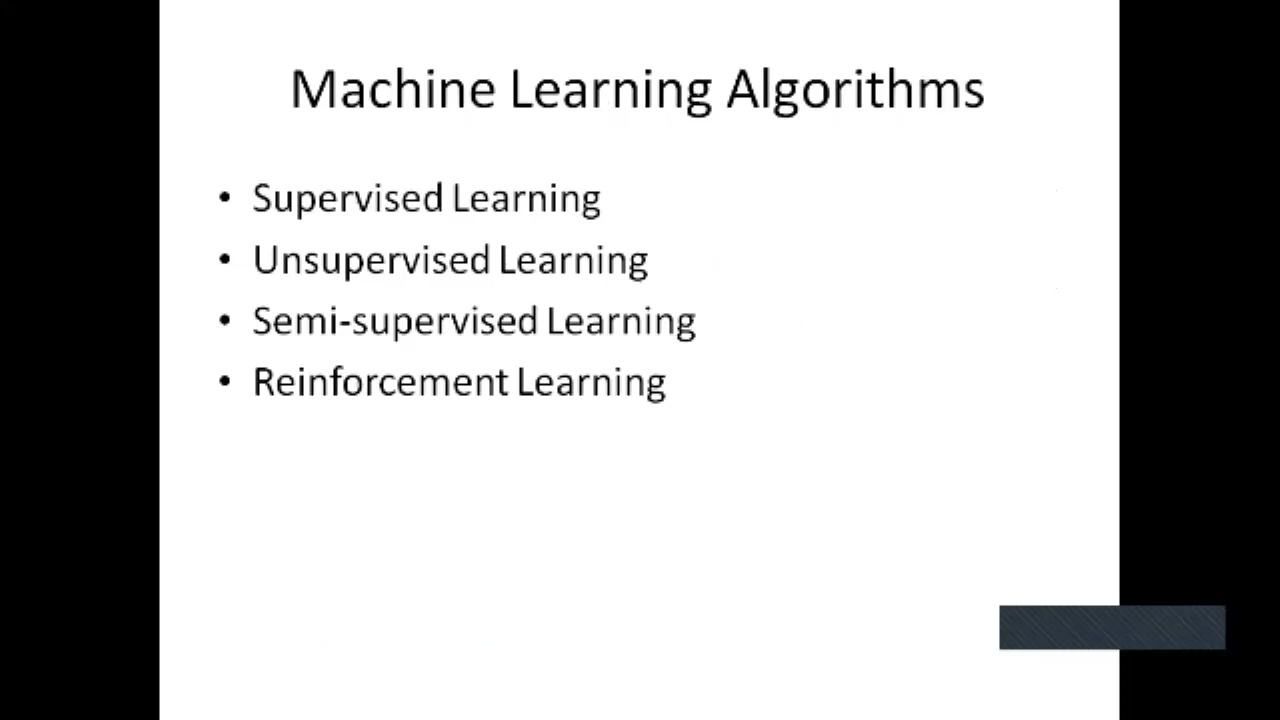 Machine Learning Algorithms
• Supervised Learning
• Unsupervised Learning
• Semi-supervised Learning
• Reinforcement Learning